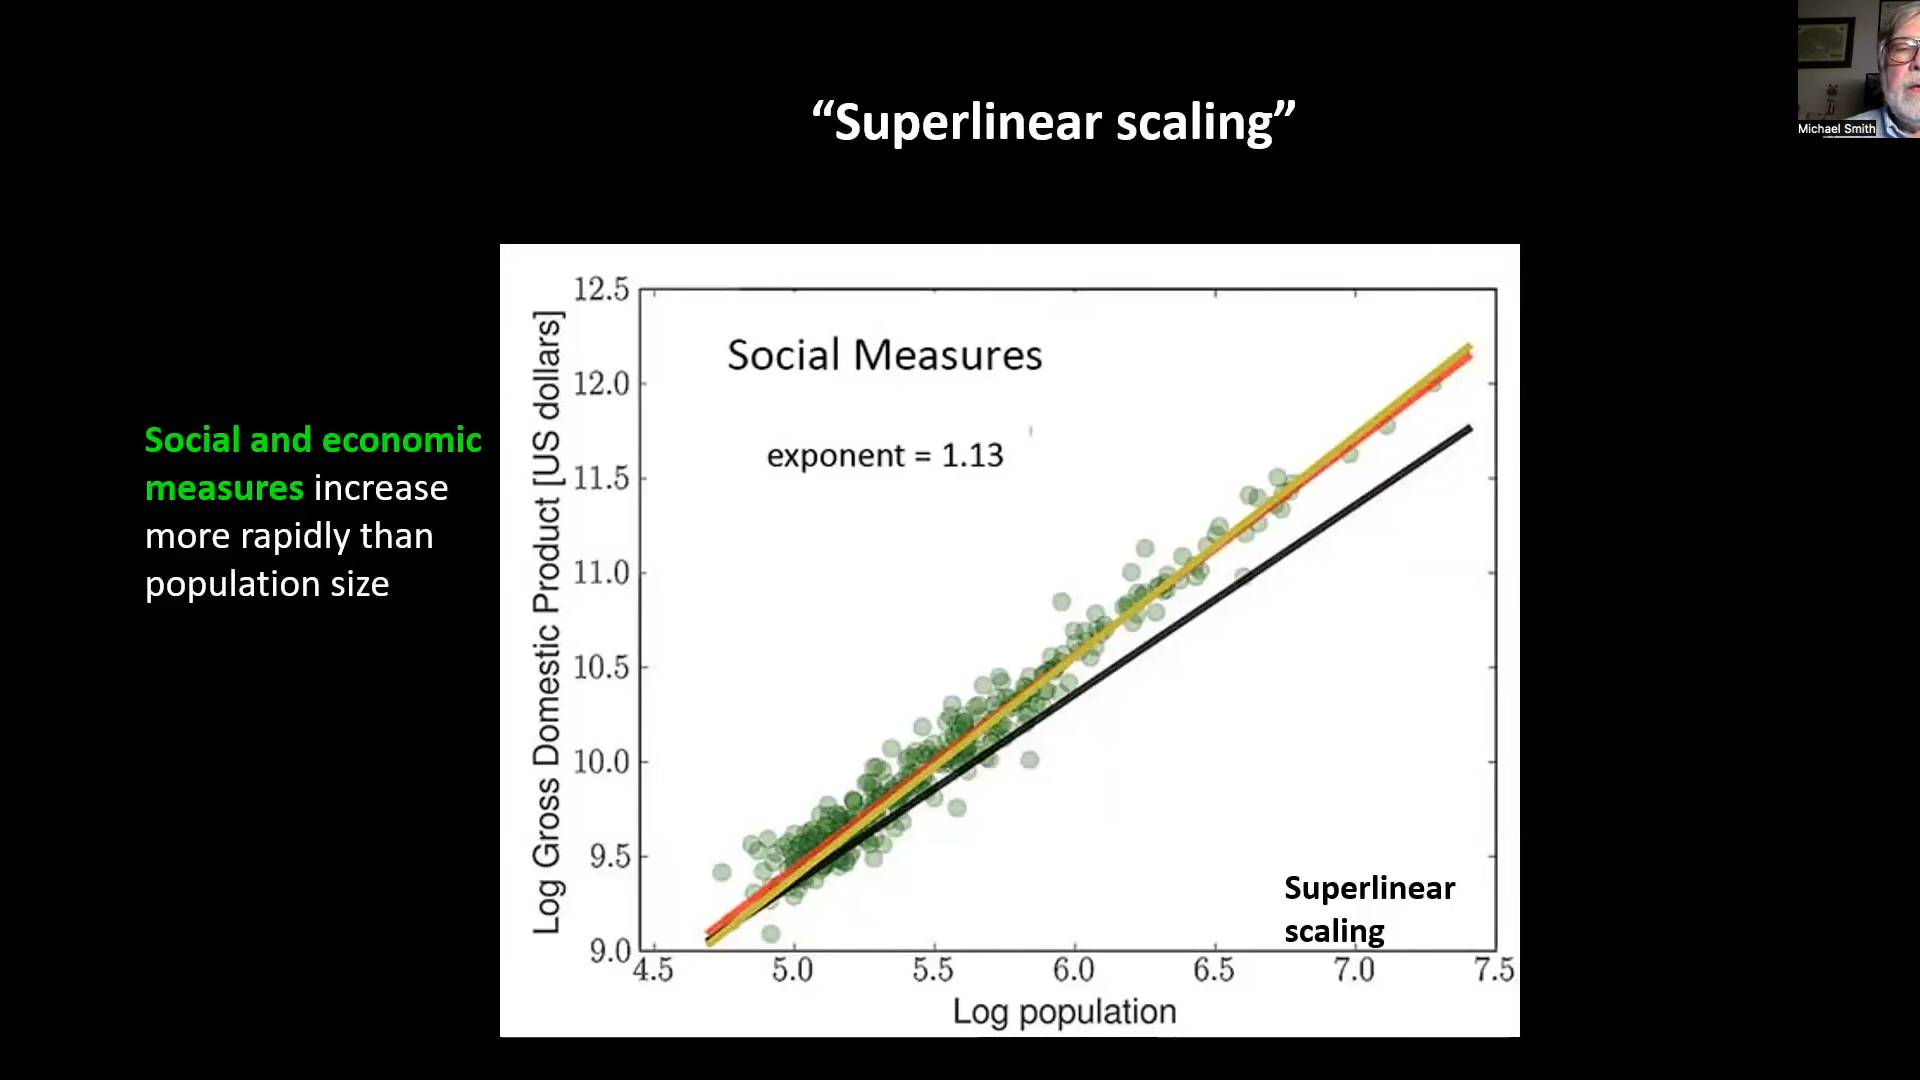 “Superlinear scaling”
Michael Smith
Social and economic
measures increase
more rapidly than
population size
Social Measures
exponent = 1.13
Log Gross Domestic Product [US dollars]
12.5
12.0
11.5
11.0
10.5
10.0
9.5
9.0
4.5 5.0 5.5 6.0 6.5 7.0 7.5
Log population
Superlinear
scaling